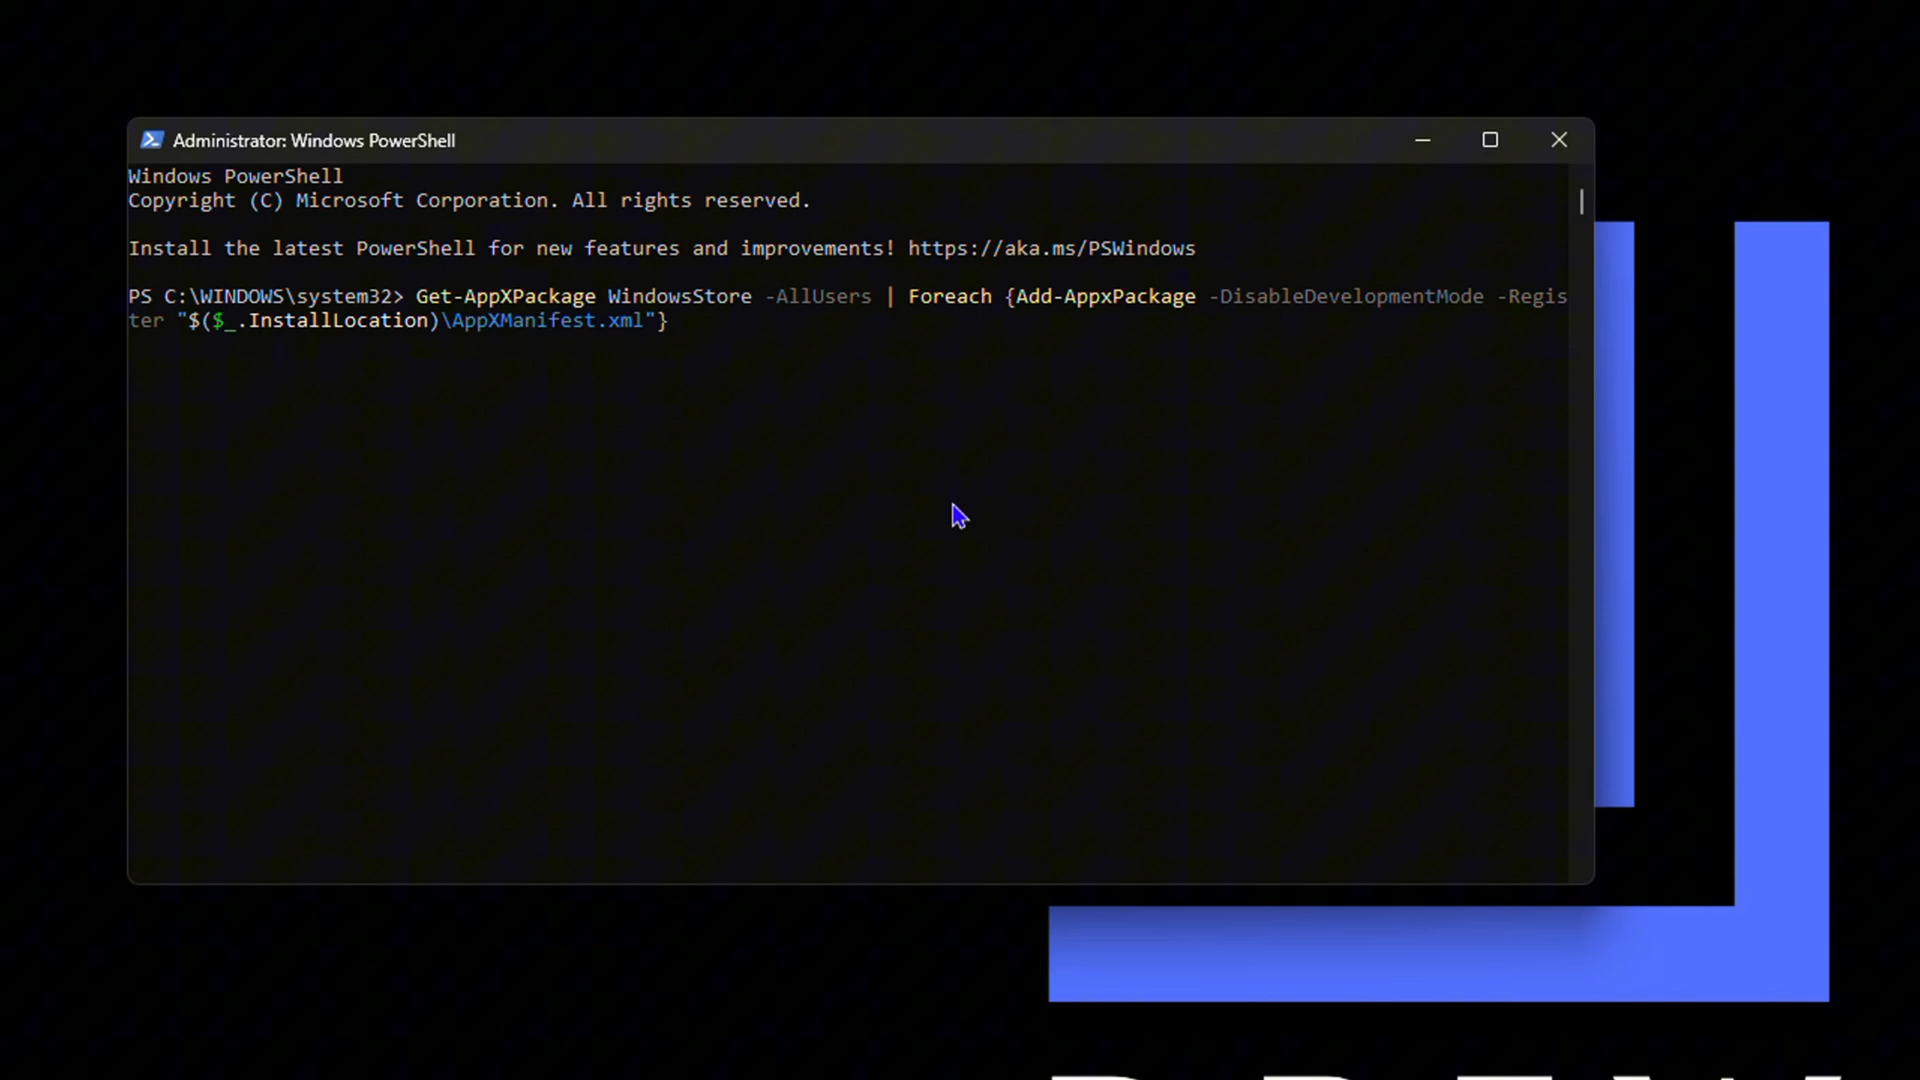 Administrator: Windows PowerShell
Windows PowerShell
Copyright (C) Microsoft Corporation. All rights reserved.
Install the latest PowerShell for new features and improvements! https://aka.ms/PSWindows
PS C:\WINDOWS\system32> Get-AppXPackage WindowsStore -AllUsers | Foreach {Add-AppxPackage -DisableDevelopmentMode -Regis
ter "$($_.InstallLocation)\AppXManifest.xml"}